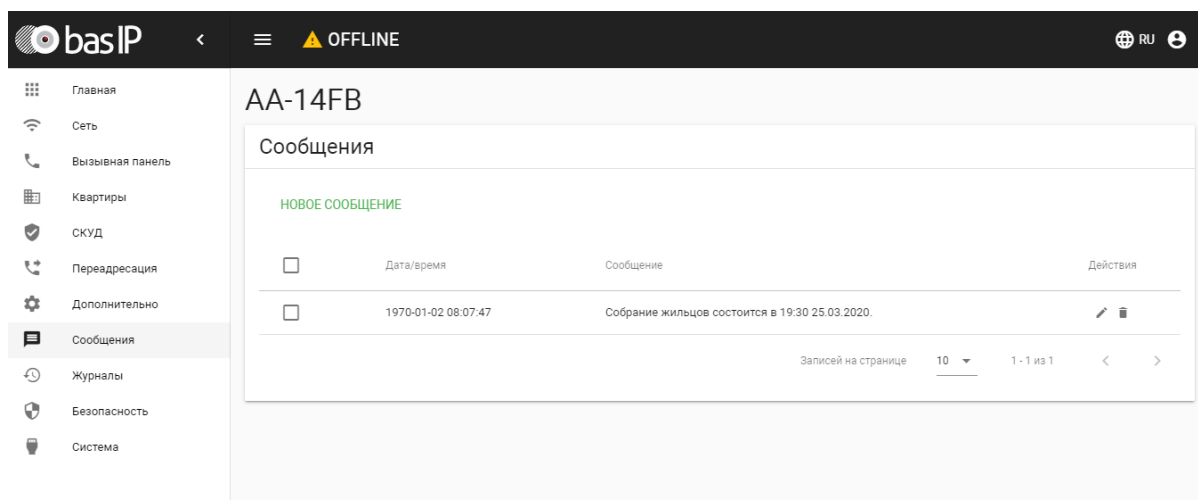 basIP
OFFLINE
RU
Главная
Сеть
Вызывная панель
Квартиры
СКУД
Переадресация
Дополнительно
Сообщения
Журналы
Безопасность
Система
AA-14FB
Сообщения
НОВОЕ СООБЩЕНИЕ
Дата/время Сообщение Действия
1970-01-02 08:07:47 Собрание жильцов состоится в 19:30 25.03.2020.
Записей на странице 10 1 - 1 из 1